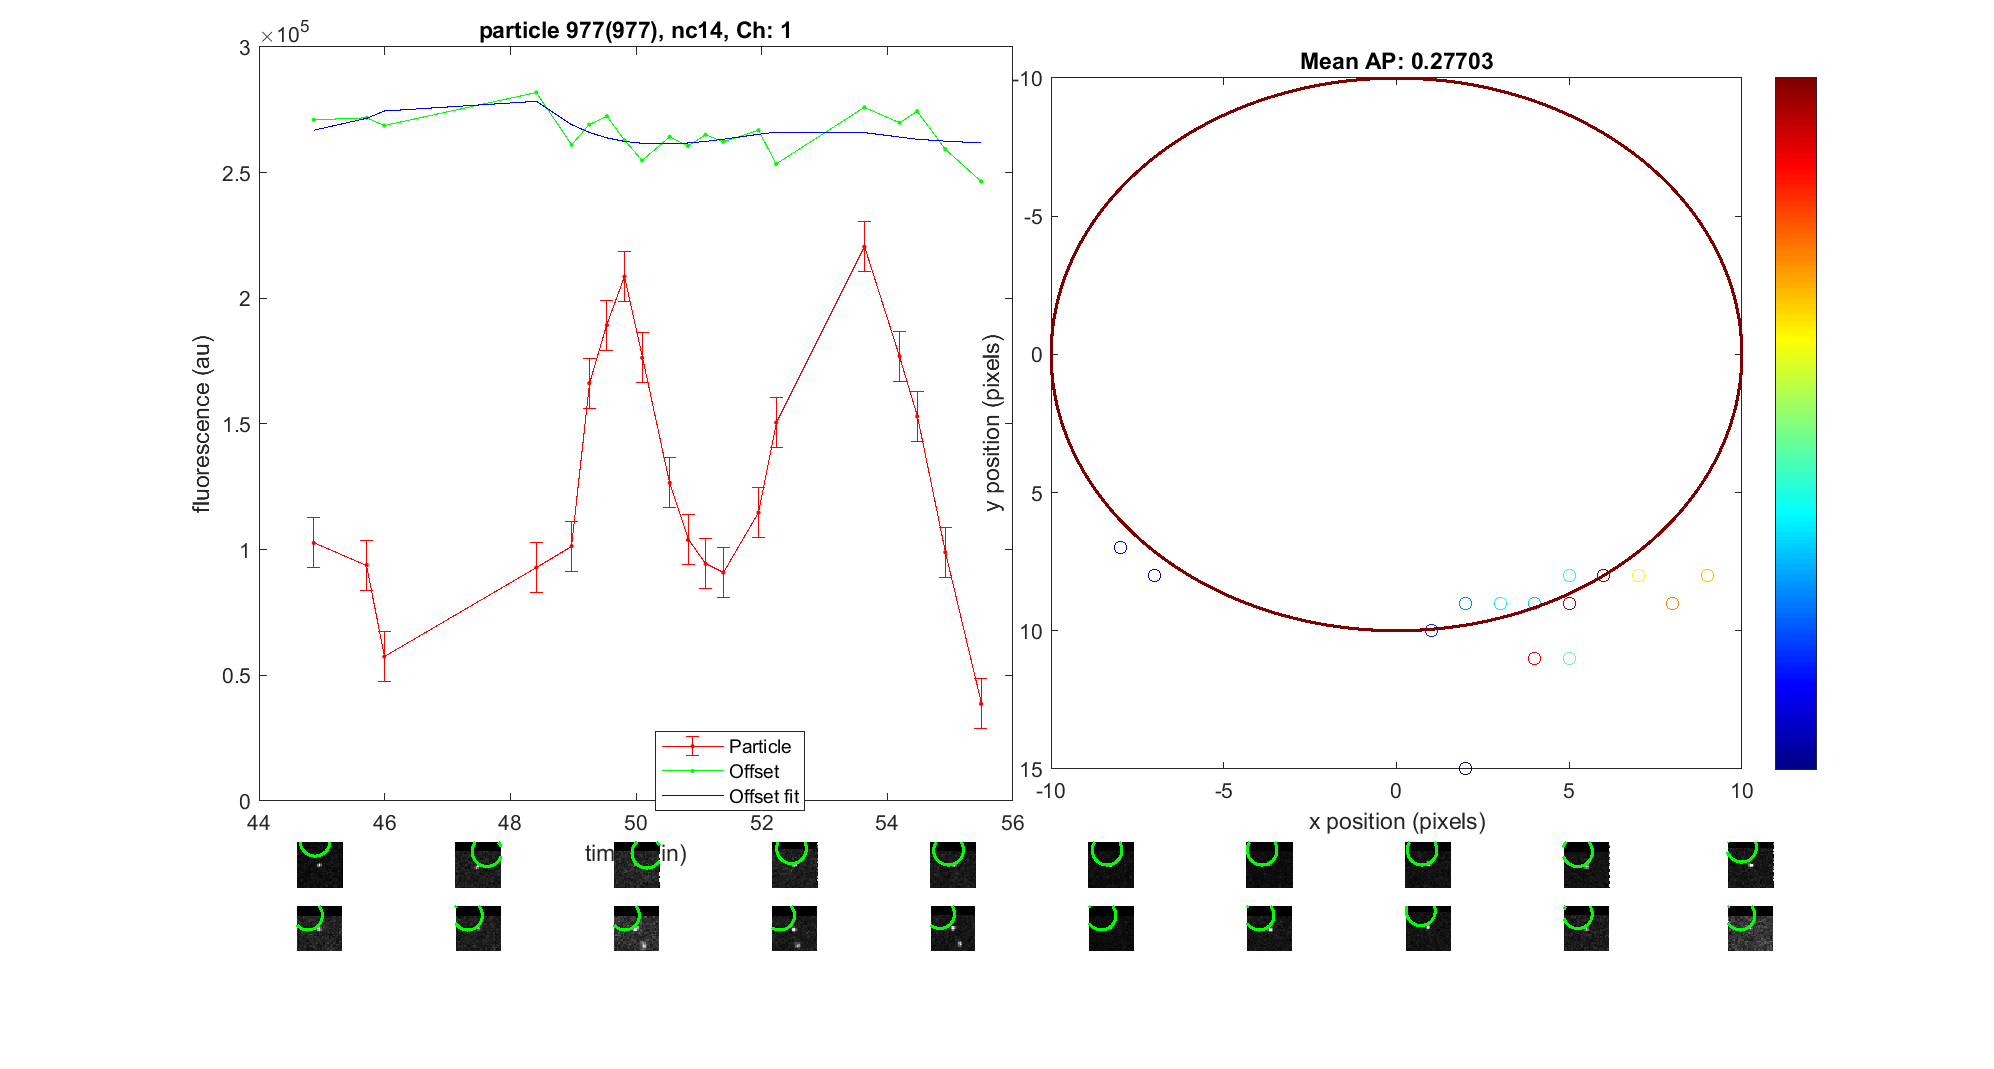 particle 977(977), nc14, Ch: 1
×10^5
3
2.5
2
1.5
1
0.5
0
44 46 48 50 52 54 56
fluorescence (au)
Particle
Offset
Offset fit
Mean AP: 0.27703
-10
-5
0
5
10
15
-10 -5 0 5 10
y position (pixels)
x position (pixels)